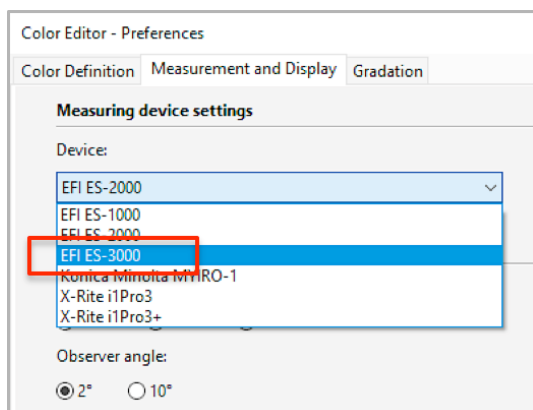 Color Editor - Preferences
Color Definition Measurement and Display Gradation
Measuring device settings
Device:
EFI ES-2000
EFI ES-1000
EFI ES-2000
EFI ES-3000
Konica Minolta MYIRO-1
X-Rite i1Pro3
X-Rite i1Pro3+
Observer angle:
2° 10°